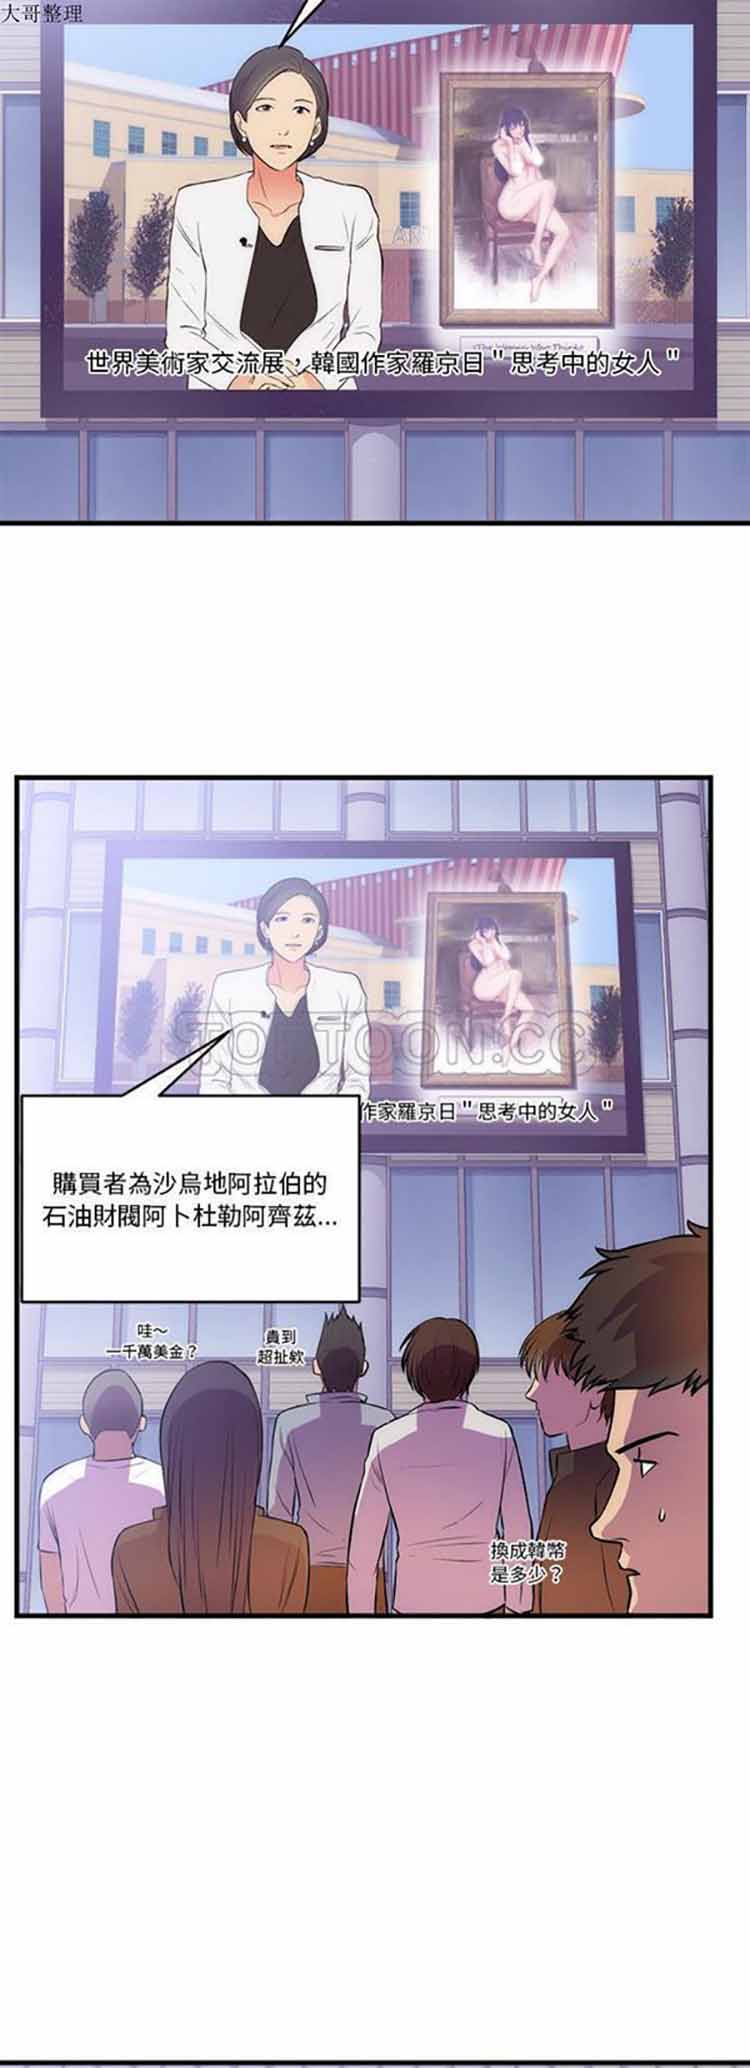 大哥整理
世界美術家交流展，韓國作家羅京日"思考中的女人"
TOPTOON.CC
作家羅京日"思考中的女人"
購買者為沙烏地阿拉伯的
石油財閥阿卜杜勒阿齊茲...
哇～
一千萬美金？
貴到
超扯欸
換成韓幣
是多少？